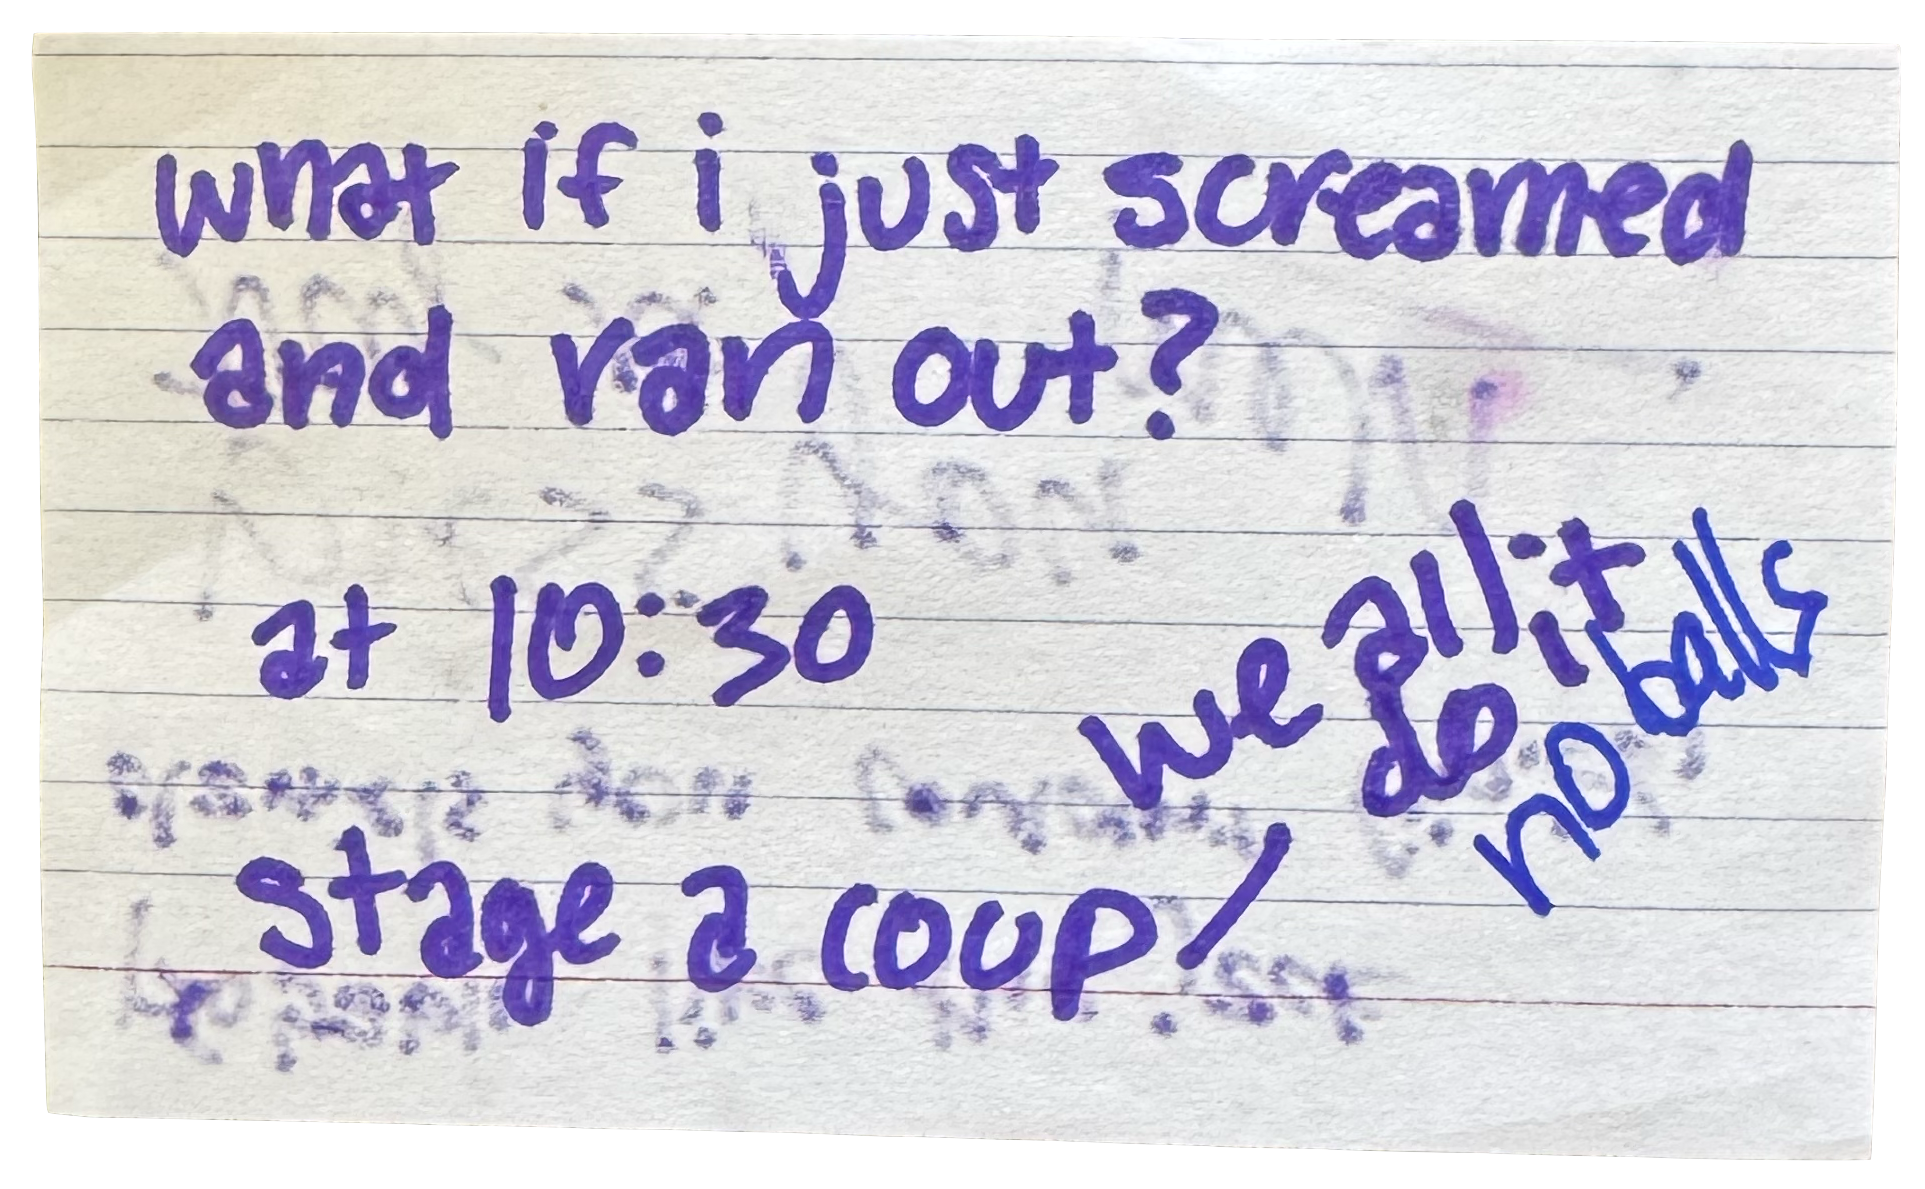 what if i just screamed
and ran out?
at 10:30
we all
do it
no balls
stage a coup/